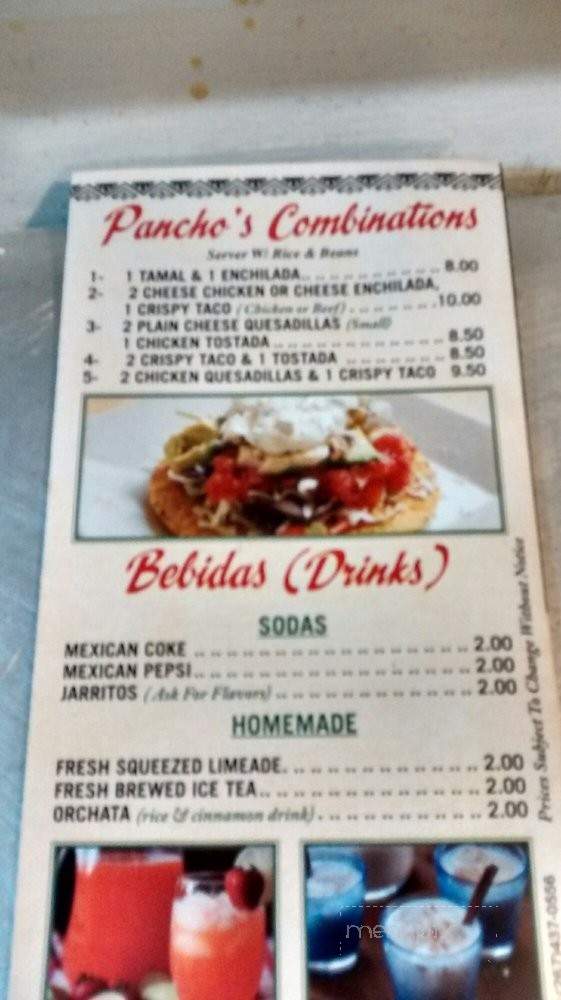 Pancho's Combinations
Server W/ Rice & Beans
1- 1 TAMAL & 1 ENCHILADA.. .. .. .. .. .. .. .. .. 8.00
2- 2 CHEESE CHICKEN OR CHEESE ENCHILADA,
1 CRISPY TACO (Chicken or Beef) .. .. .. .. .. .10.00
3- 2 PLAIN CHEESE QUESADILLAS (Small)
1 CHICKEN TOSTADA .. .. .. .. .. .. .. .. .. .. 8.50
4- 2 CRISPY TACO & 1 TOSTADA .. .. .. .. .. .. 8.50
5- 2 CHICKEN QUESADILLAS & 1 CRISPY TACO 9.50
Bebidas (Drinks)
SODAS
MEXICAN COKE .. .. .. .. .. .. .. .. .. .. .. .. .. 2.00
MEXICAN PEPSI.. .. .. .. .. .. .. .. .. .. .. .. .. 2.00
JARRITOS (Ask For Flavors) .. .. .. .. .. .. .. .. .. 2.00
HOMEMADE
FRESH SQUEEZED LIMEADE. .. .. .. .. .. .. .. .. .. 2.00
FRESH BREWED ICE TEA.. .. .. .. .. .. .. .. .. .. .. 2.00
ORCHATA (rice & cinnamon drink). .. .. .. .. .. .. .. 2.00
Prices Subject To Change Without Notice
437-0556